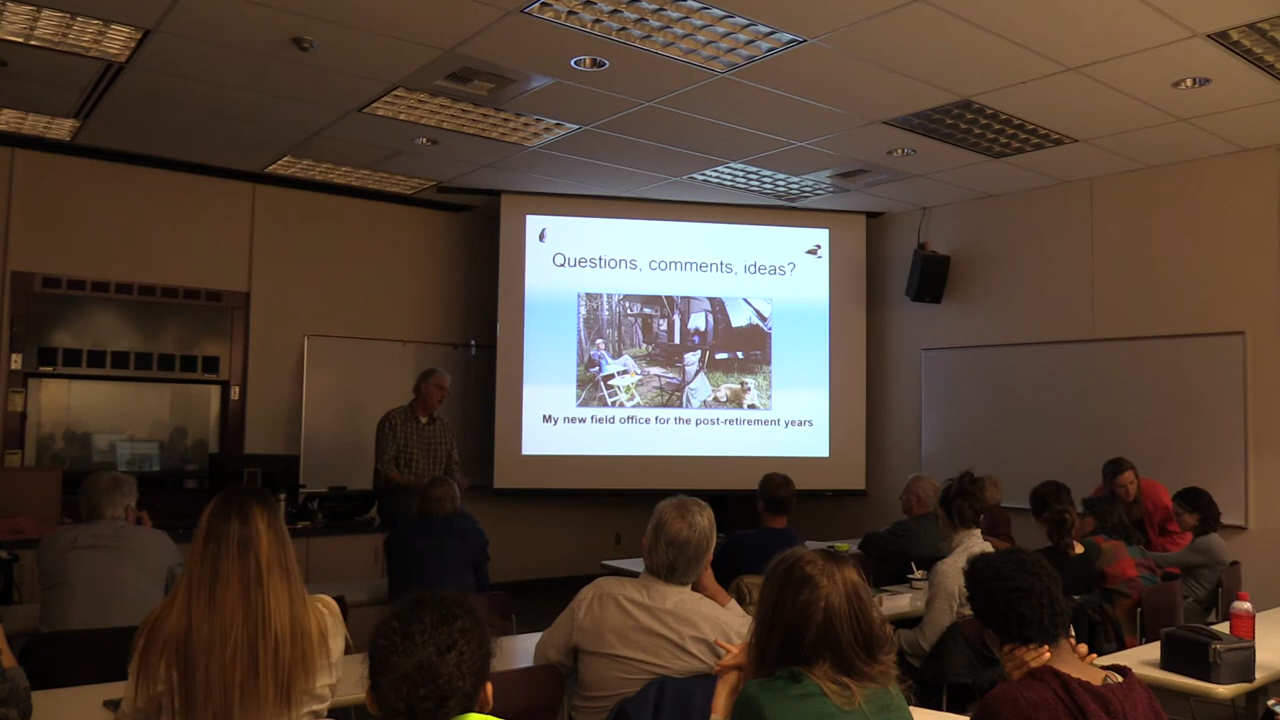 Questions, comments, ideas?
My new field office for the post-retirement years